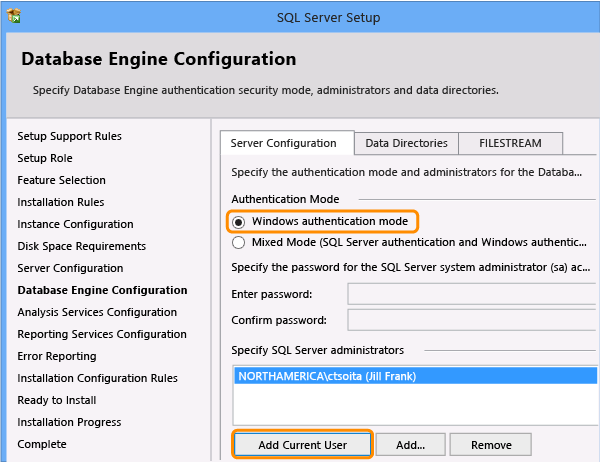 SQL Server Setup
Database Engine Configuration
Specify Database Engine authentication security mode, administrators and data directories.
Setup Support Rules
Setup Role
Feature Selection
Installation Rules
Instance Configuration
Disk Space Requirements
Server Configuration
Database Engine Configuration
Analysis Services Configuration
Reporting Services Configuration
Error Reporting
Installation Configuration Rules
Ready to Install
Installation Progress
Complete
Server Configuration Data Directories FILESTREAM
Specify the authentication mode and administrators for the Databa...
Authentication Mode
Windows authentication mode
Mixed Mode (SQL Server authentication and Windows authentic...
Specify the password for the SQL Server system administrator (sa) ac...
Enter password:
Confirm password:
Specify SQL Server administrators
NORTHAMERICA\ctsoita (Jill Frank)
Add Current User Add... Remove